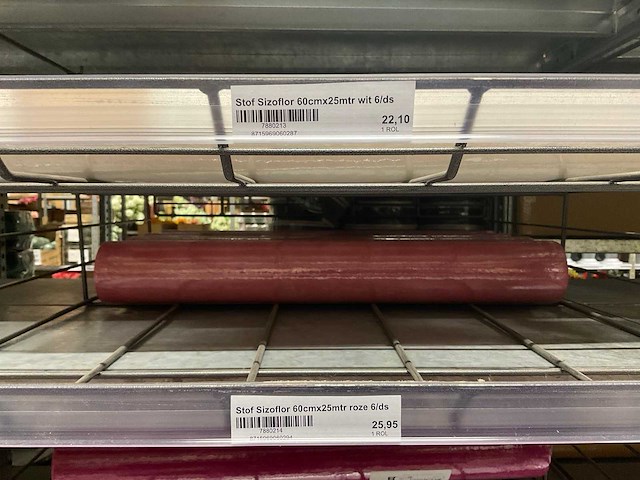 Stof Sizoflor 60cmx25mtr wit 6/ds
7880213
22,10
8715969060287
1 ROL
Stof Sizoflor 60cmx25mtr roze 6/ds
7880214
25,95
1 ROL